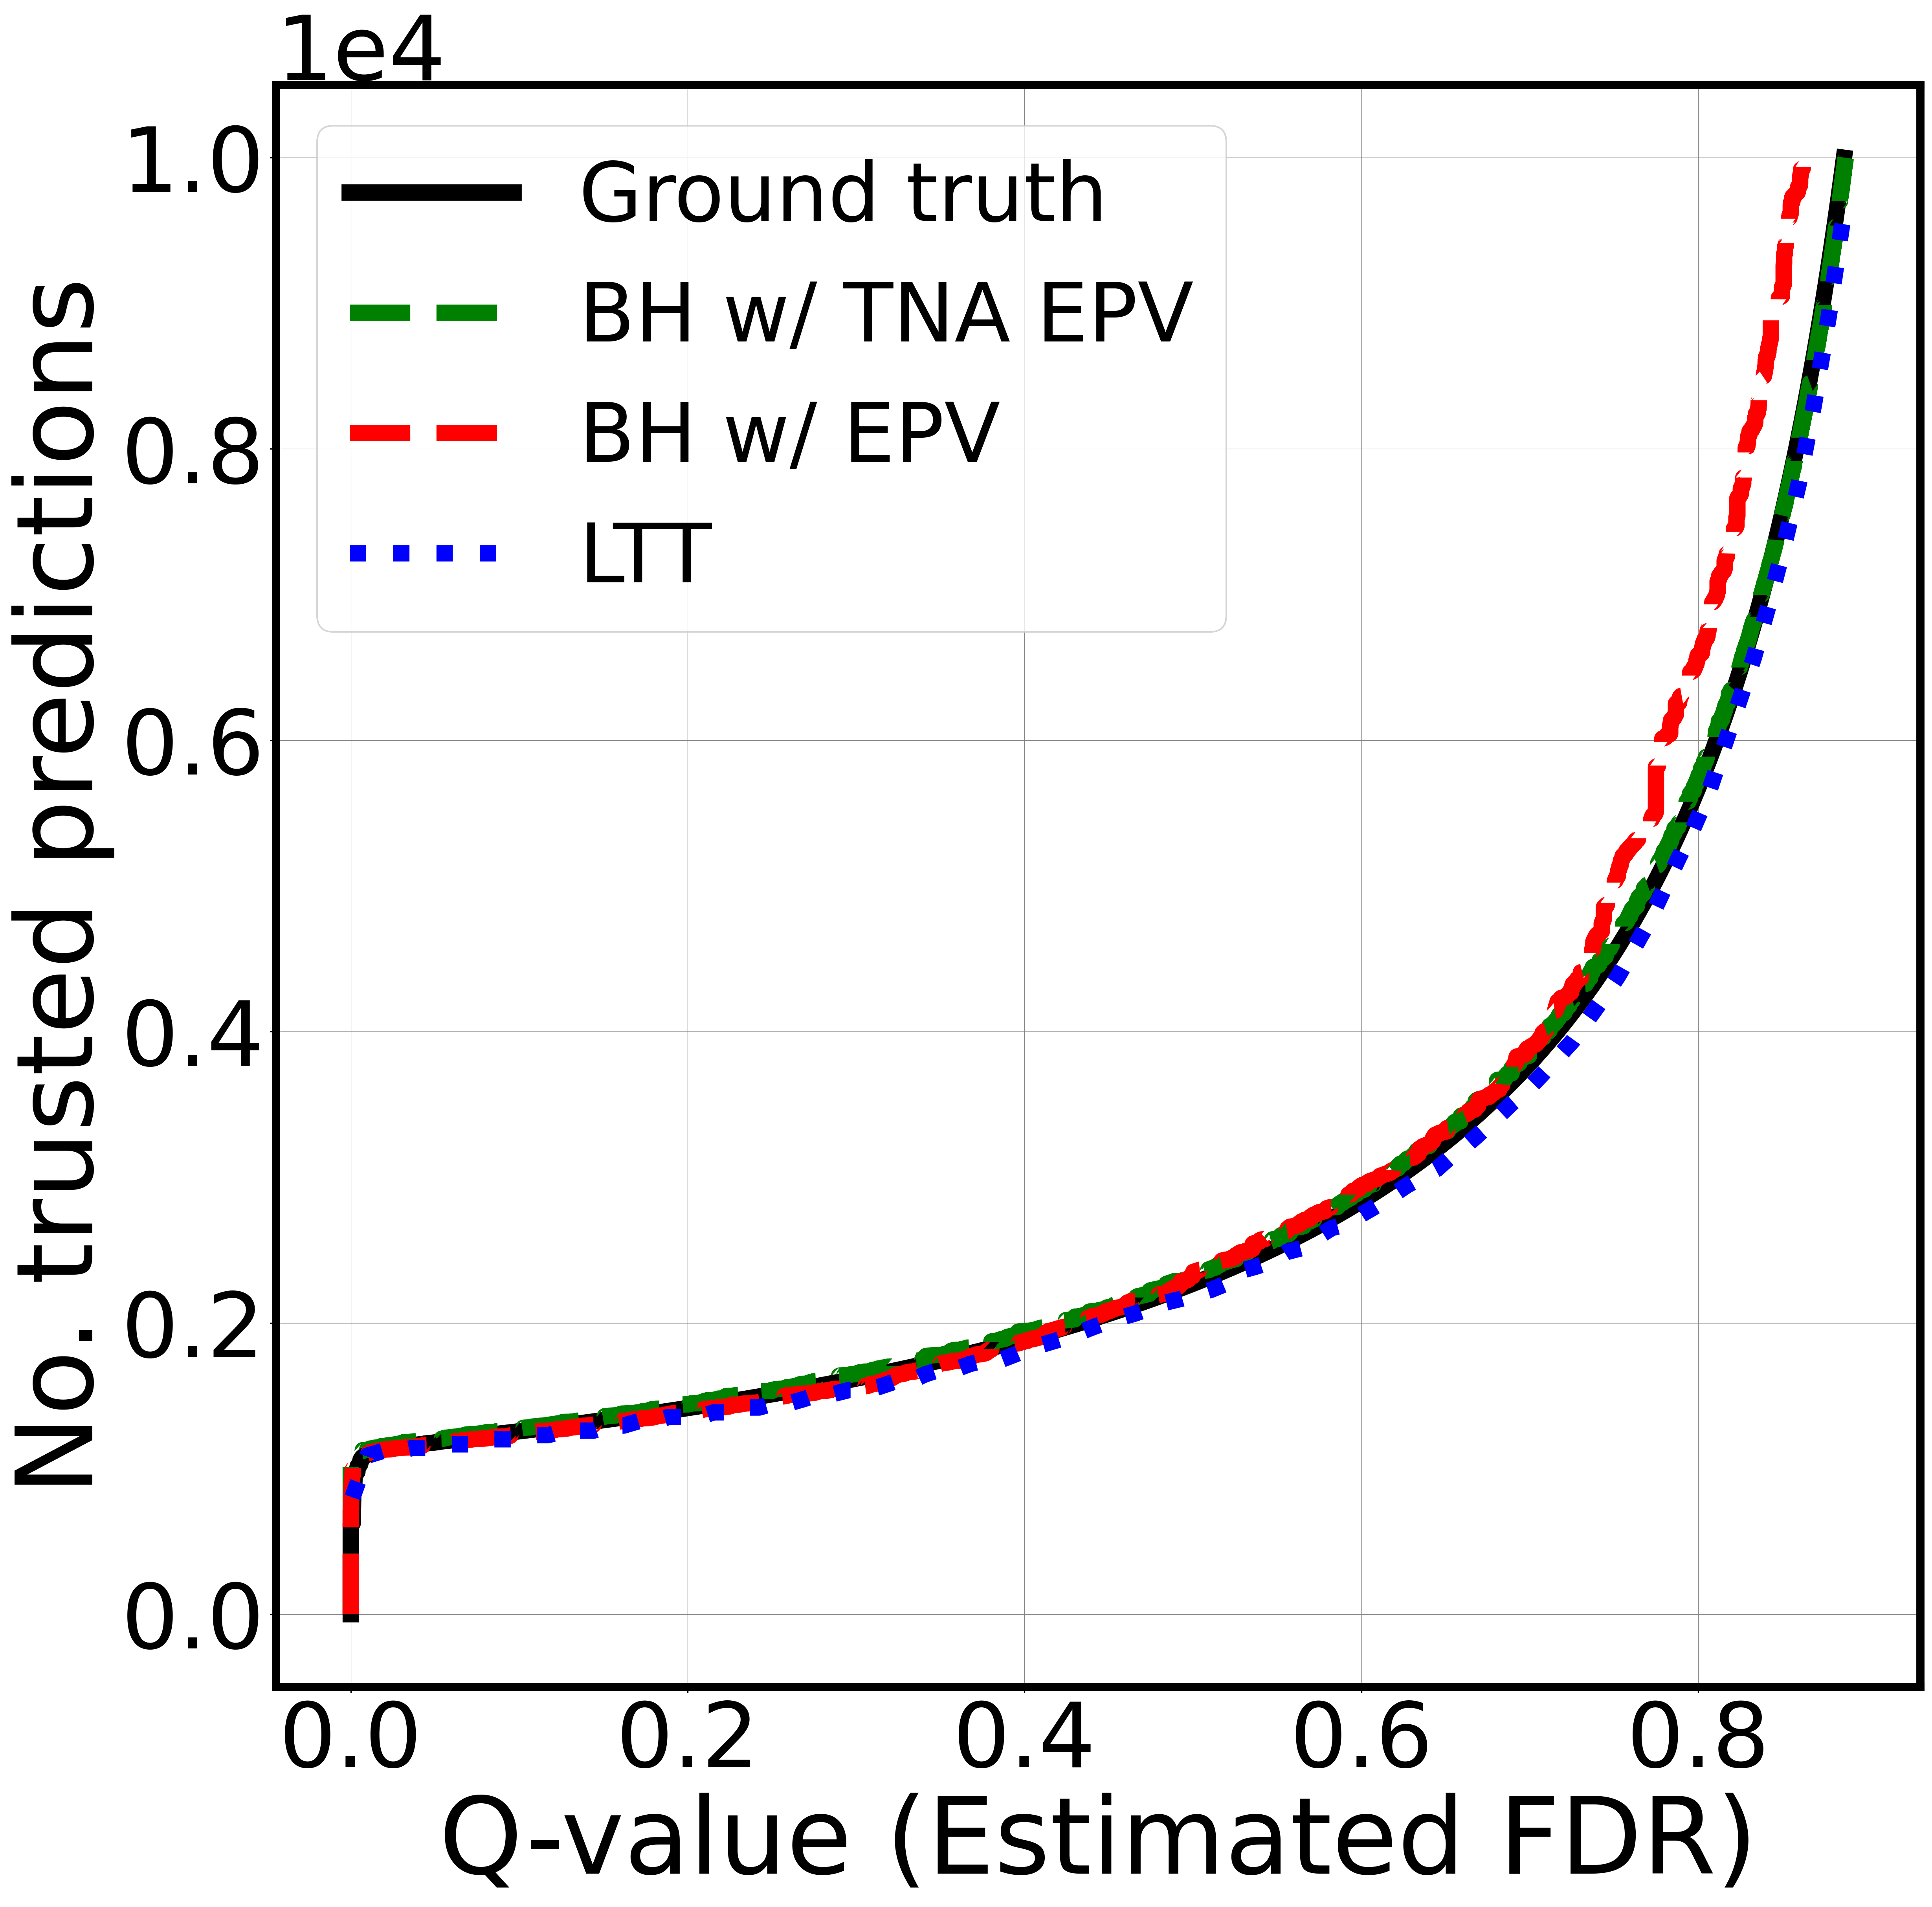 1e4
1.0
0.8
0.6
0.4
0.2
0.0
No. trusted predictions
Ground truth
BH w/ TNA EPV
BH w/ EPV
LTT
0.0 0.2 0.4 0.6 0.8
Q-value (Estimated FDR)